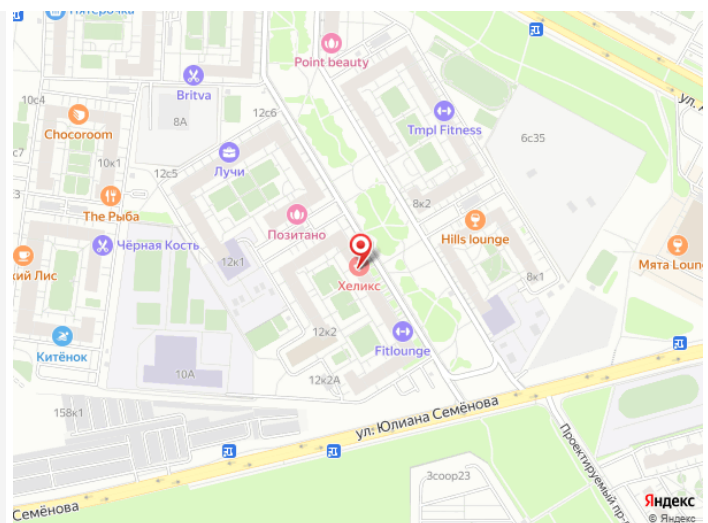 Пятёрочка
Point beauty
Britva
10с4
12с6
8А
Chocoroom
Tmpl Fitness
6с35
с7
10к1
Лучи
12с5
8к2
The Рыба
Позитано
Hills lounge
Чёрная Кость
12к1
Мята Loun
кий Лис
8к1
Хеликс
12к2
Китёнок
Fitlounge
10А
12к2А
158к1
ул. Юлиана Семёнова
Проектируемый пр-
3соор23
Семёнова
Яндекс
© Яндекс